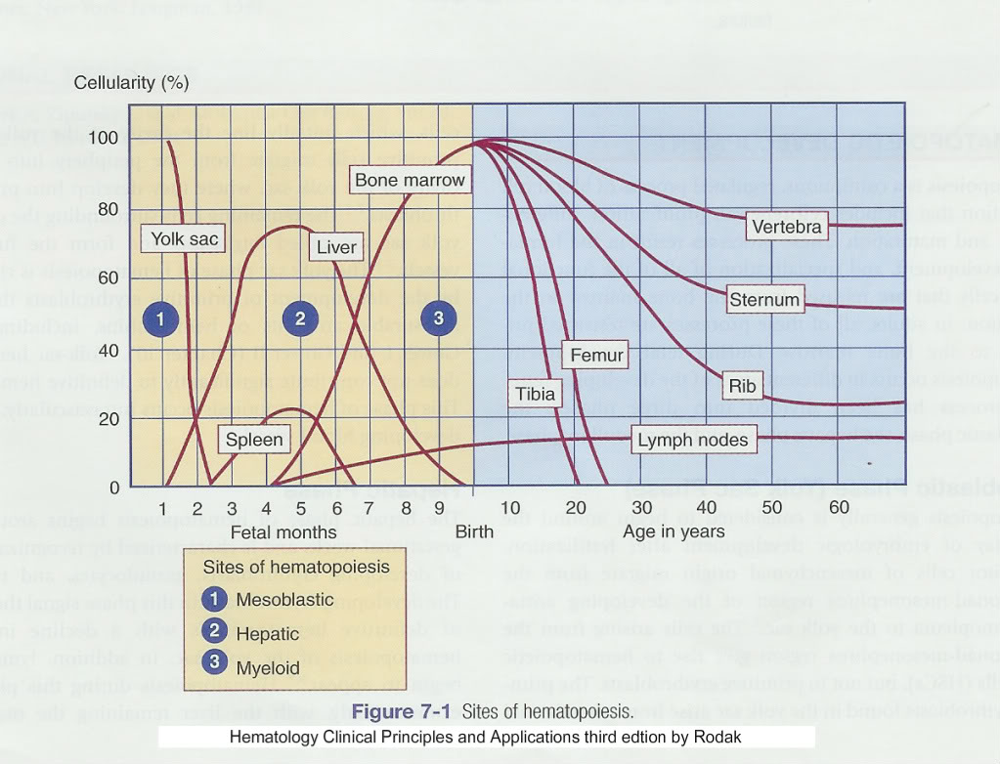 Cellularity (%)
100
80
60
40
20
0
Bone marrow
Yolk sac
Liver
Vertebra
1
2
3
Sternum
Femur
Tibia
Rib
Spleen
Lymph nodes
1 2 3 4 5 6 8 10 20 30 40 50 60
Fetal months Birth Age in years
Sites of hematopoiesis
1 Mesoblastic
2 Hepatic
3 Myeloid
Figure 7-1 Sites of hematopoiesis.
Hematology Clinical Principles and Applications third edtion by Rodak